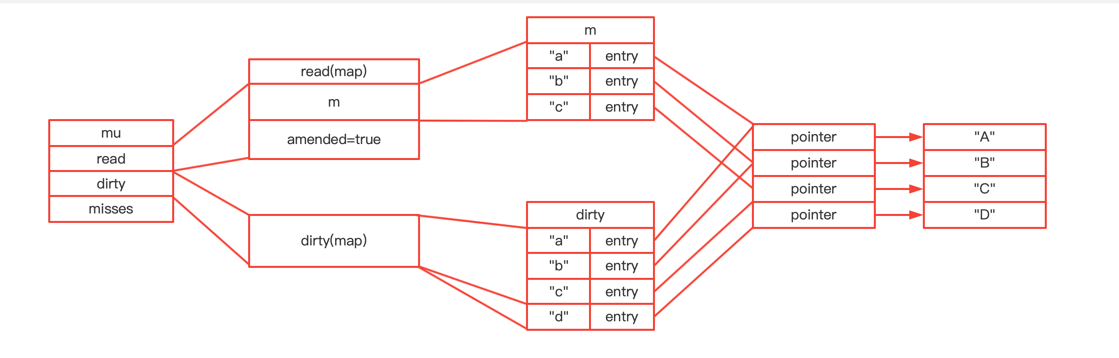 mu
read
dirty
misses
read(map)
m
amended=true
dirty(map)
m
"a" entry
"b" entry
"c" entry
dirty
"a" entry
"b" entry
"c" entry
"d" entry
pointer "A"
pointer "B"
pointer "C"
pointer "D"